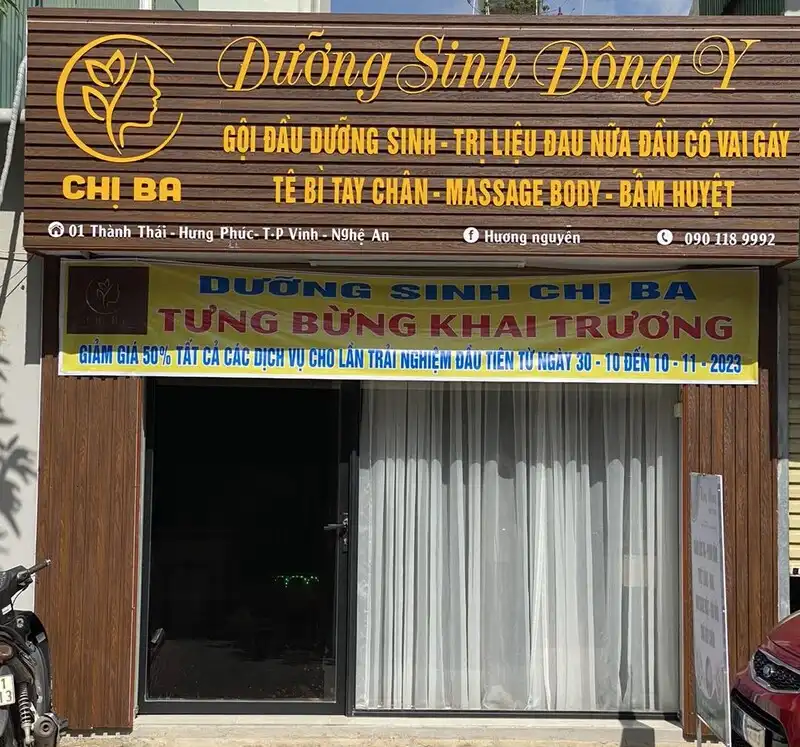 Dưỡng Sinh Đông Y
GỘI ĐẦU DƯỠNG SINH - TRỊ LIỆU ĐAU NỮA ĐẦU CỔ VAI GÁY
CHỊ BA
TÊ BÌ TAY CHÂN - MASSAGE BODY - BẤM HUYỆT
01 Thành Thái - Hưng Phúc- T.P Vinh - Nghệ An
Hương nguyễn
090 118 9992
DƯỠNG SINH CHỊ BA
TƯNG BỪNG KHAI TRƯƠNG
GIẢM GIÁ 50% TẤT CẢ CÁC DỊCH VỤ CHO LẦN TRẢI NGHIỆM ĐẦU TIÊN TỪ NGÀY 30 - 10 ĐẾN 10 - 11 - 2023